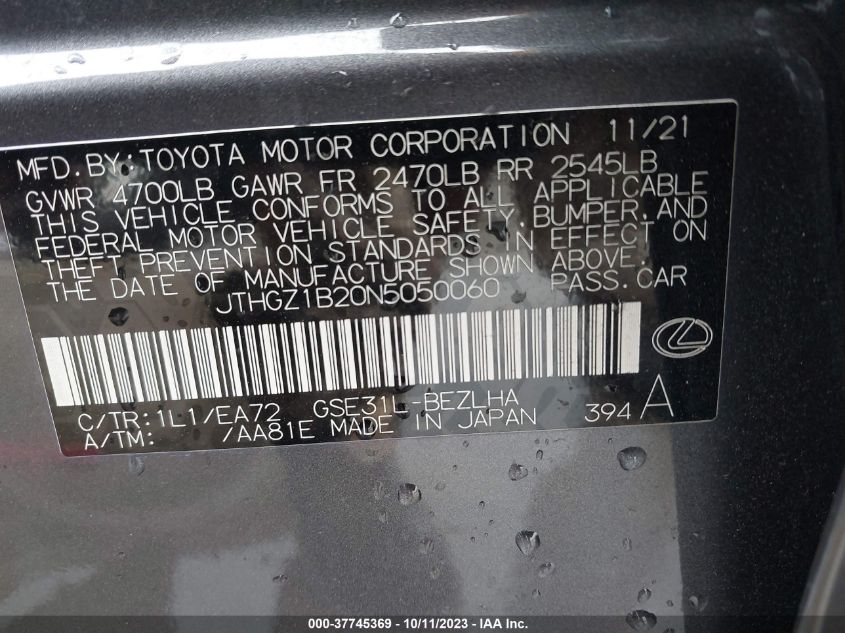 MFD.BY:TOYOTA MOTOR CORPORATION 11/21
GVWR 4700LB GAWR FR 2470LB RR 2545LB
THIS VEHICLE CONFORMS TO ALL APPLICABLE
FEDERAL MOTOR VEHICLE SAFETY,BUMPER,AND
THEFT PREVENTION STANDARDS IN EFFECT ON
THE DATE OF MANUFACTURE SHOWN ABOVE.
JTHGZ1B20N5050060 PASS.CAR
C/TR:1L1/EA72 GSE31L-BEZLHA
A/TM: /AA81E MADE IN JAPAN 394 A
000-37745369 - 10/11/2023 - IAA Inc.